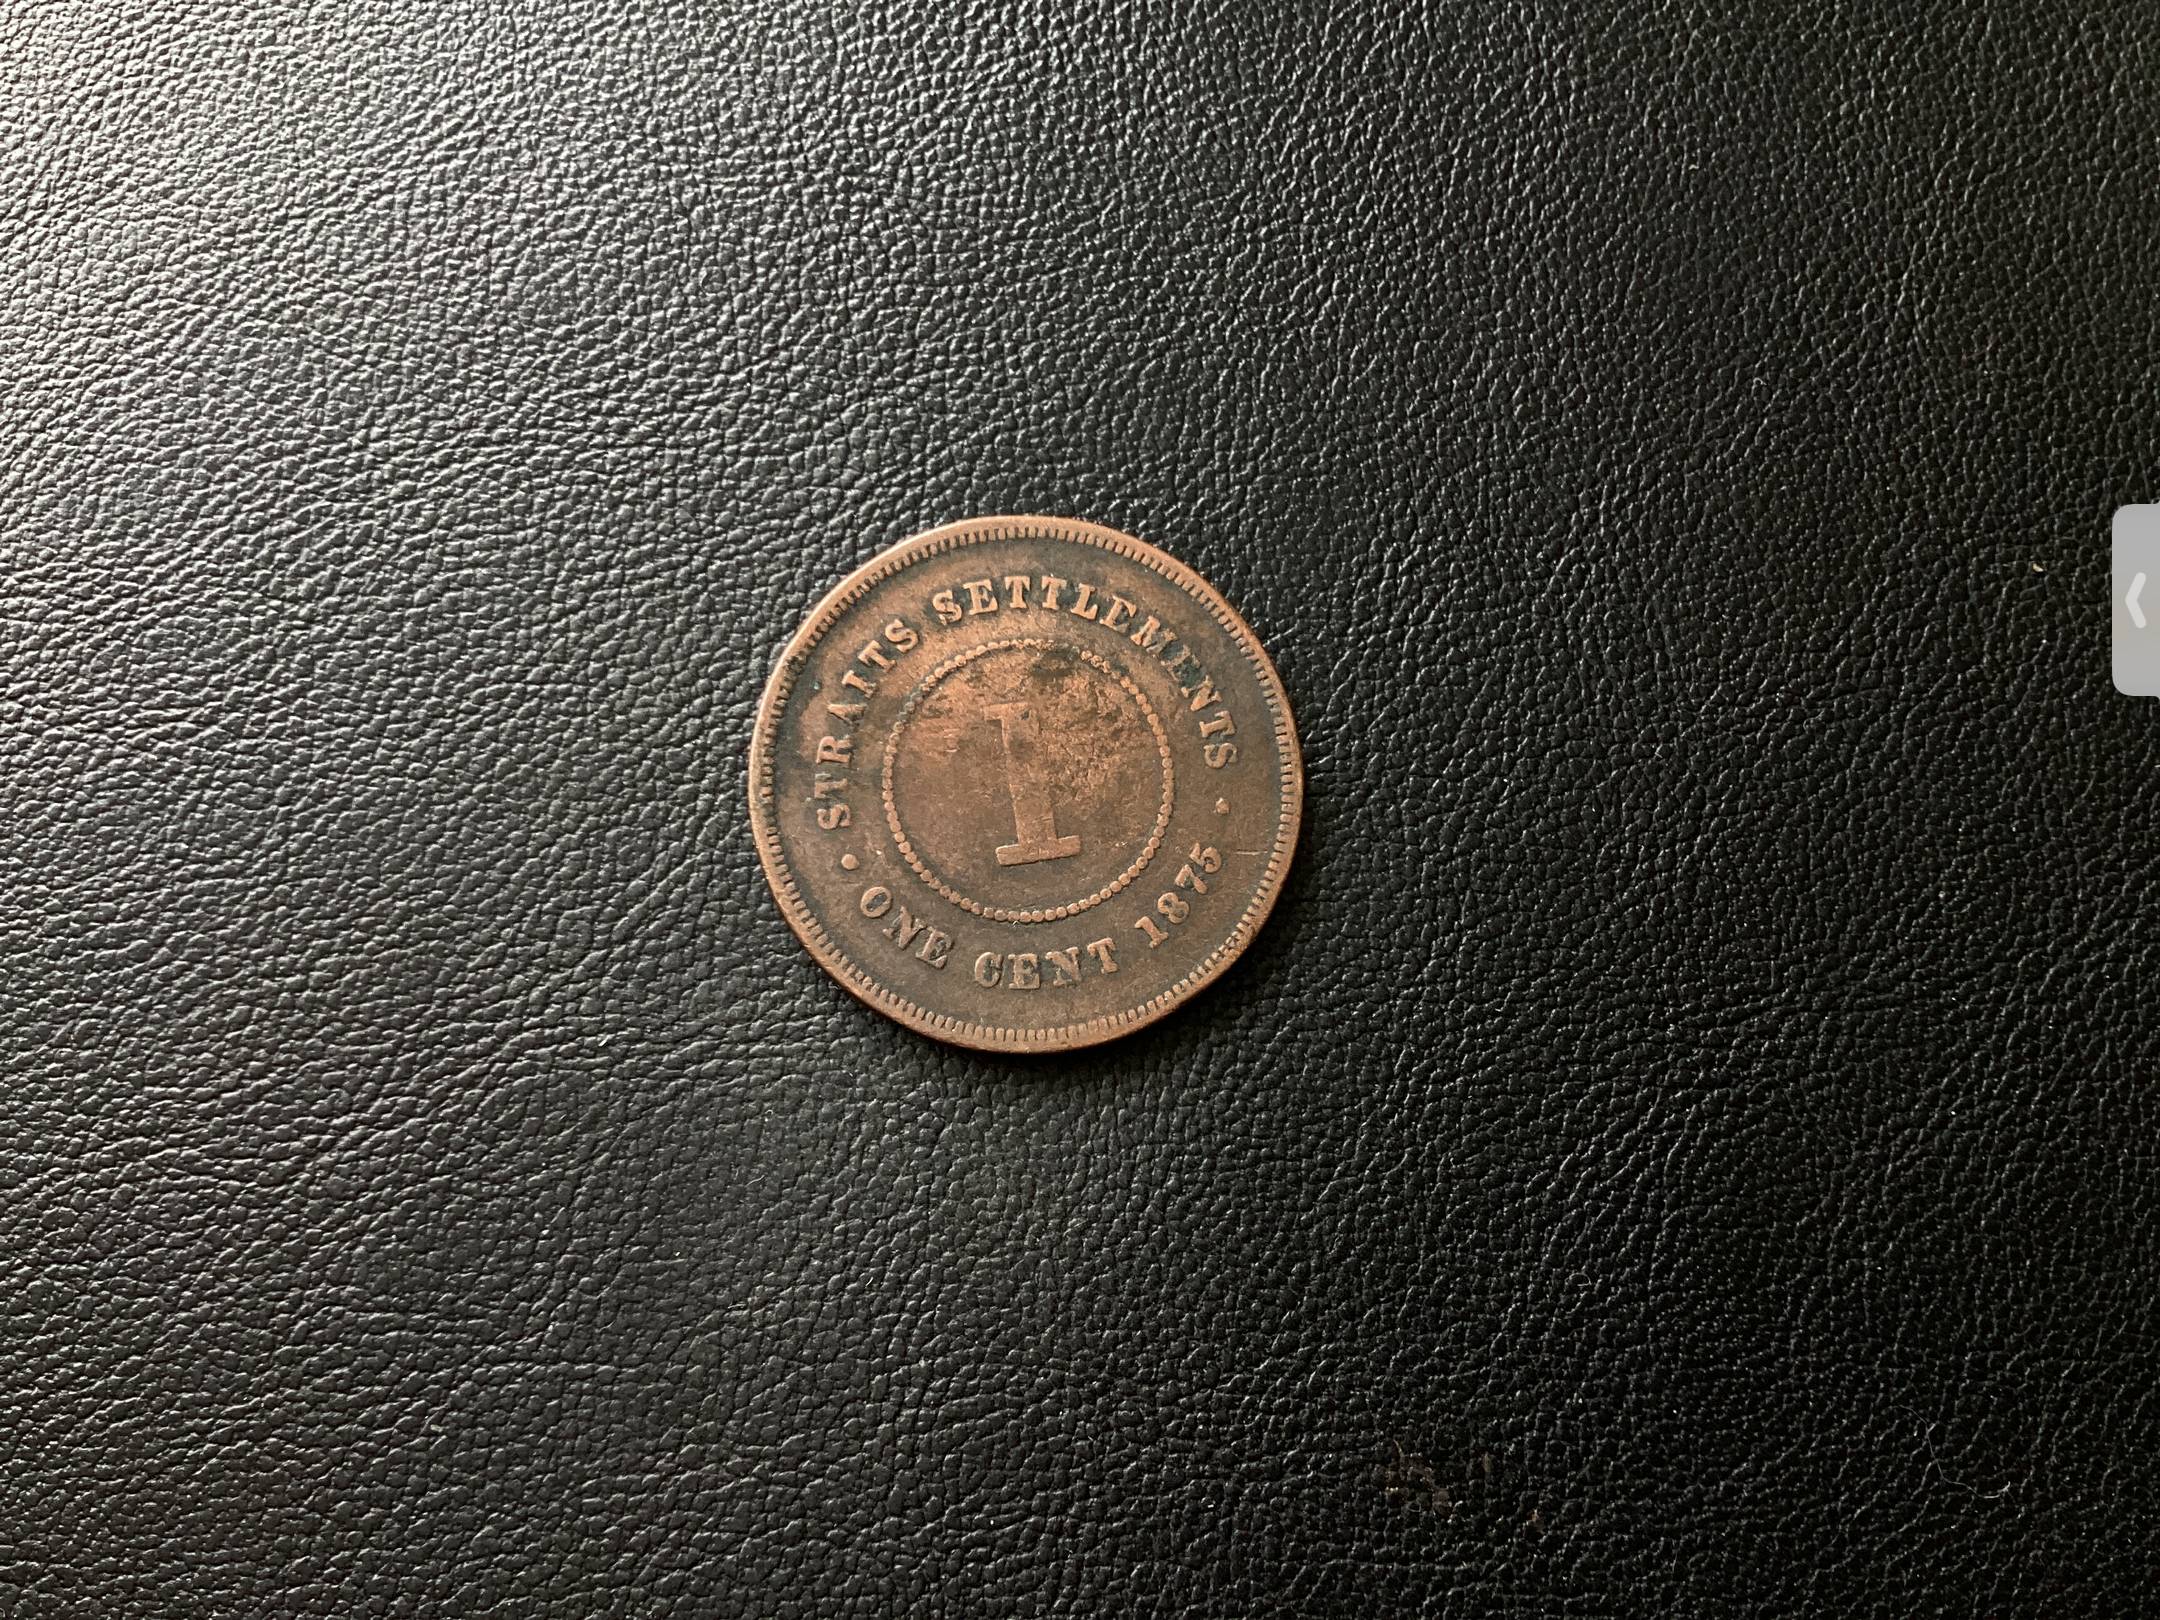 STRAITS SETTLEMENTS
1
ONE CENT 1875